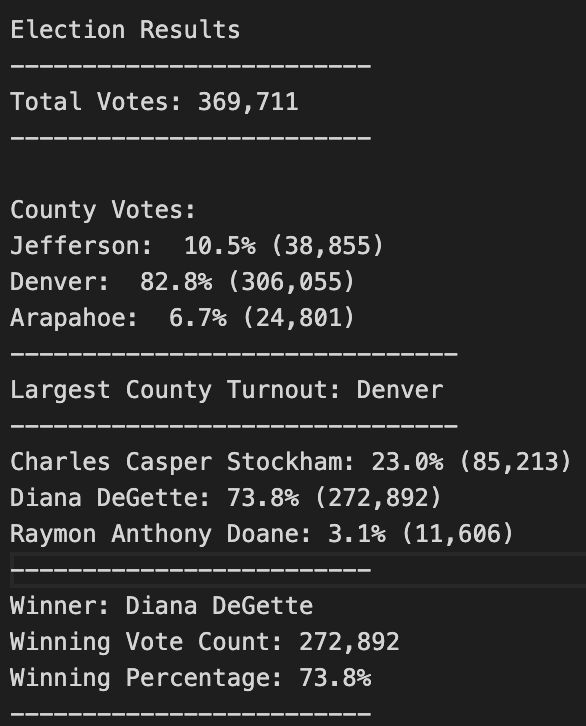 Election Results
-------------------------
Total Votes: 369,711
-------------------------

County Votes:
Jefferson:  10.5% (38,855)
Denver:  82.8% (306,055)
Arapahoe:  6.7% (24,801)
-------------------------------
Largest County Turnout: Denver
-------------------------------
Charles Casper Stockham: 23.0% (85,213)
Diana DeGette: 73.8% (272,892)
Raymon Anthony Doane: 3.1% (11,606)
-------------------------
Winner: Diana DeGette
Winning Vote Count: 272,892
Winning Percentage: 73.8%
-------------------------